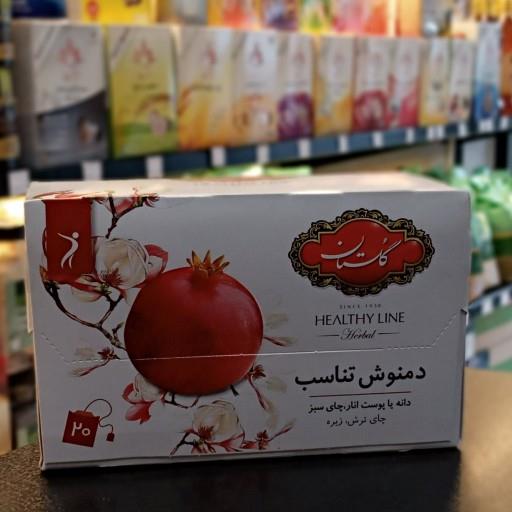 گلستان
SINCE 1930
HEALTHY LINE
Herbal
دمنوش تناسب
دانه یا پوست انار،چای سبز
چای ترش، زیره
۲۰